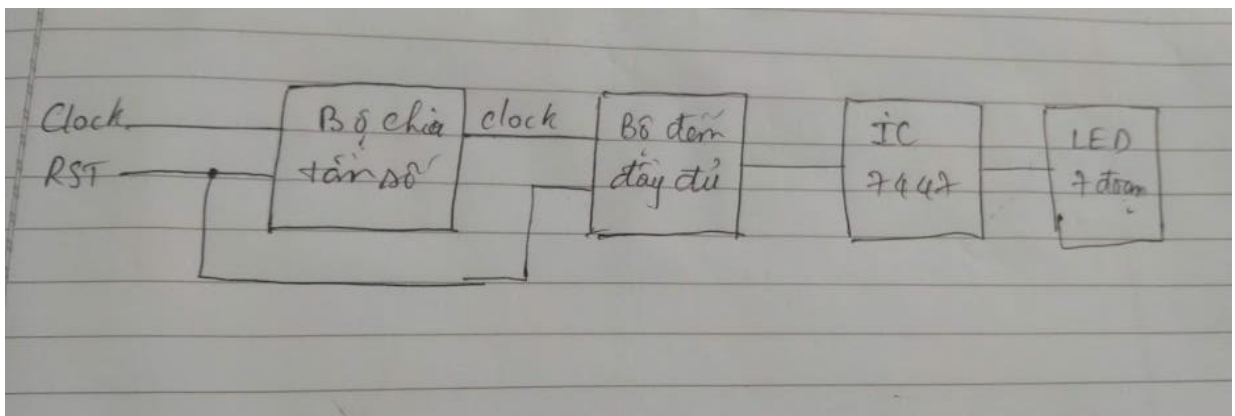 Clock
RST
Bộ chia
tần số
clock
Bộ đếm
đầy đủ
IC
7447
LED
7 đoạn